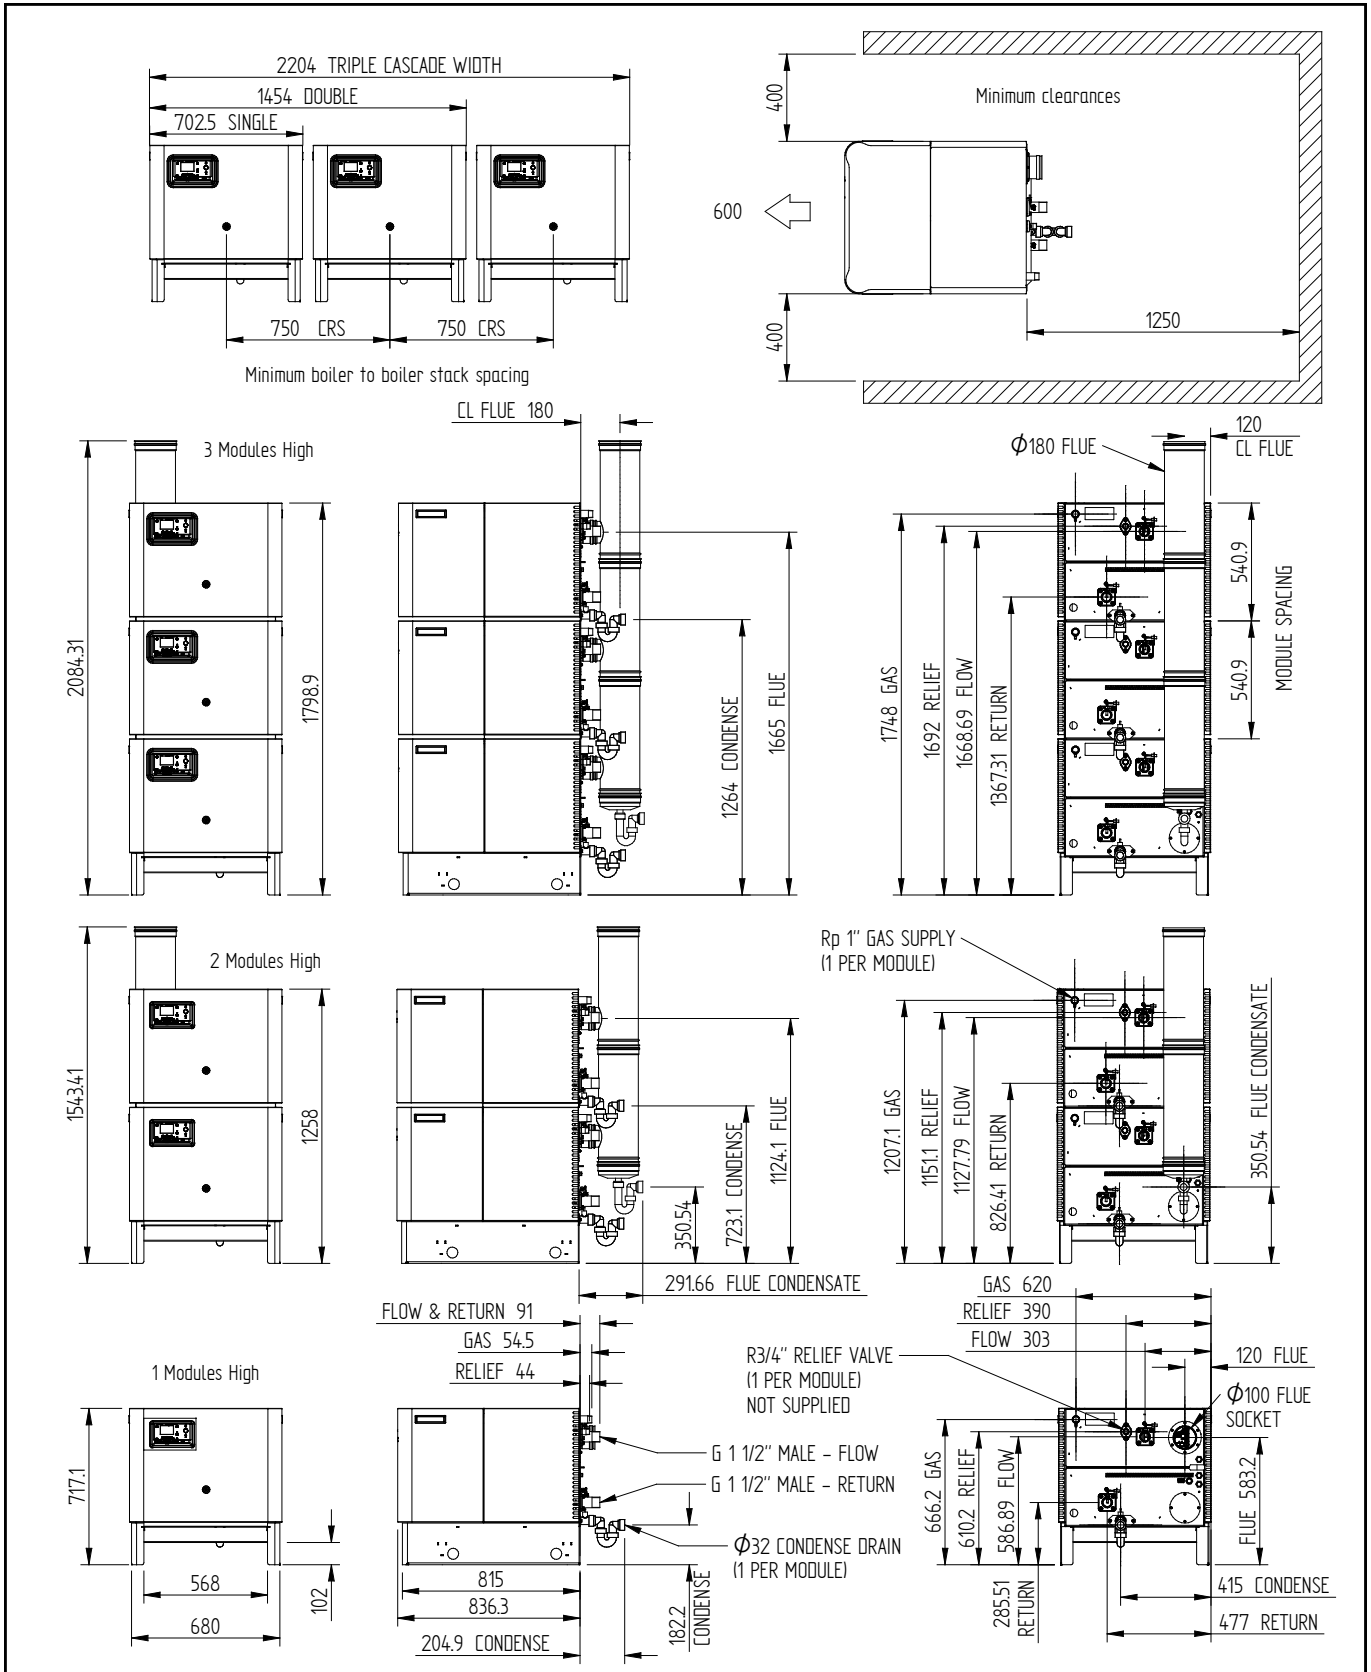 2204 TRIPLE CASCADE WIDTH
1454 DOUBLE
702.5 SINGLE
750 CRS
750 CRS
Minimum boiler to boiler stack spacing
400
Minimum clearances
600
1250
400
CL FLUE 180
3 Modules High
2084.31
1798.9
1264 CONDENSE
1665 FLUE
Φ180 FLUE
120
CL FLUE
1748 GAS
1692 RELIEF
1668.69 FLOW
1367.31 RETURN
540.9
540.9
MODULE SPACING
2 Modules High
1543.41
1258
350.54
723.1 CONDENSE
1124.1 FLUE
291.66 FLUE CONDENSATE
Rp 1" GAS SUPPLY
(1 PER MODULE)
1207.1 GAS
1151.1 RELIEF
1127.79 FLOW
826.41 RETURN
350.54 FLUE CONDENSATE
1 Modules High
717.1
568
680
102
FLOW & RETURN 91
GAS 54.5
RELIEF 44
G 1 1/2" MALE - FLOW
G 1 1/2" MALE - RETURN
Φ32 CONDENSE DRAIN
(1 PER MODULE)
815
836.3
204.9 CONDENSE
182.2
CONDENSE
R3/4" RELIEF VALVE
(1 PER MODULE)
NOT SUPPLIED
GAS 620
RELIEF 390
FLOW 303
120 FLUE
Φ100 FLUE
SOCKET
666.2 GAS
610.2 RELIEF
586.89 FLOW
285.51
RETURN
FLUE 583.2
415 CONDENSE
477 RETURN